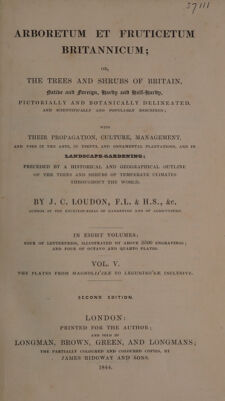 37111
ARBORETUM ET FRUTICETUM
BRITANNICUM;
OR,
THE TREES AND SHRUBS OF BRITAIN,
Native and Foreign, Hardy and Half-Hardy,
PICTORIALLY AND BOTANICALLY DELINEATED,
AND SCIENTIFICALLY AND POPULARLY DESCRIBED;
WITH
THEIR PROPAGATION, CULTURE, MANAGEMENT,
AND USES IN THE ARTS, IN USEFUL AND ORNAMENTAL PLANTATIONS, AND IN
LANDSCAPE-GARDENING;
PRECEDED BY A HISTORICAL AND GEOGRAPHICAL OUTLINE
OF THE TREES AND SHRUBS OF TEMPERATE CLIMATES
THROUGHOUT THE WORLD.
BY J. C. LOUDON, F.L. & H.S., &c.
AUTHOR OF THE ENCYCLOPÆDIAS OF GARDENING AND OF AGRICULTURE.
IN EIGHT VOLUMES;
FOUR OF LETTERPRESS, ILLUSTRATED BY ABOVE 2500 ENGRAVINGS;
AND FOUR OF OCTAVO AND QUARTO PLATES.
VOL. V.
THE PLATES FROM MAGNOLIACEÆ TO LEGUMINOSÆ INCLUSIVE.
SECOND EDITION.
LONDON:
PRINTED FOR THE AUTHOR;
AND SOLD BY
LONGMAN, BROWN, GREEN, AND LONGMANS;
THE PARTIALLY COLOURED AND COLOURED COPIES, BY
JAMES RIDGWAY AND SONS.
1844.